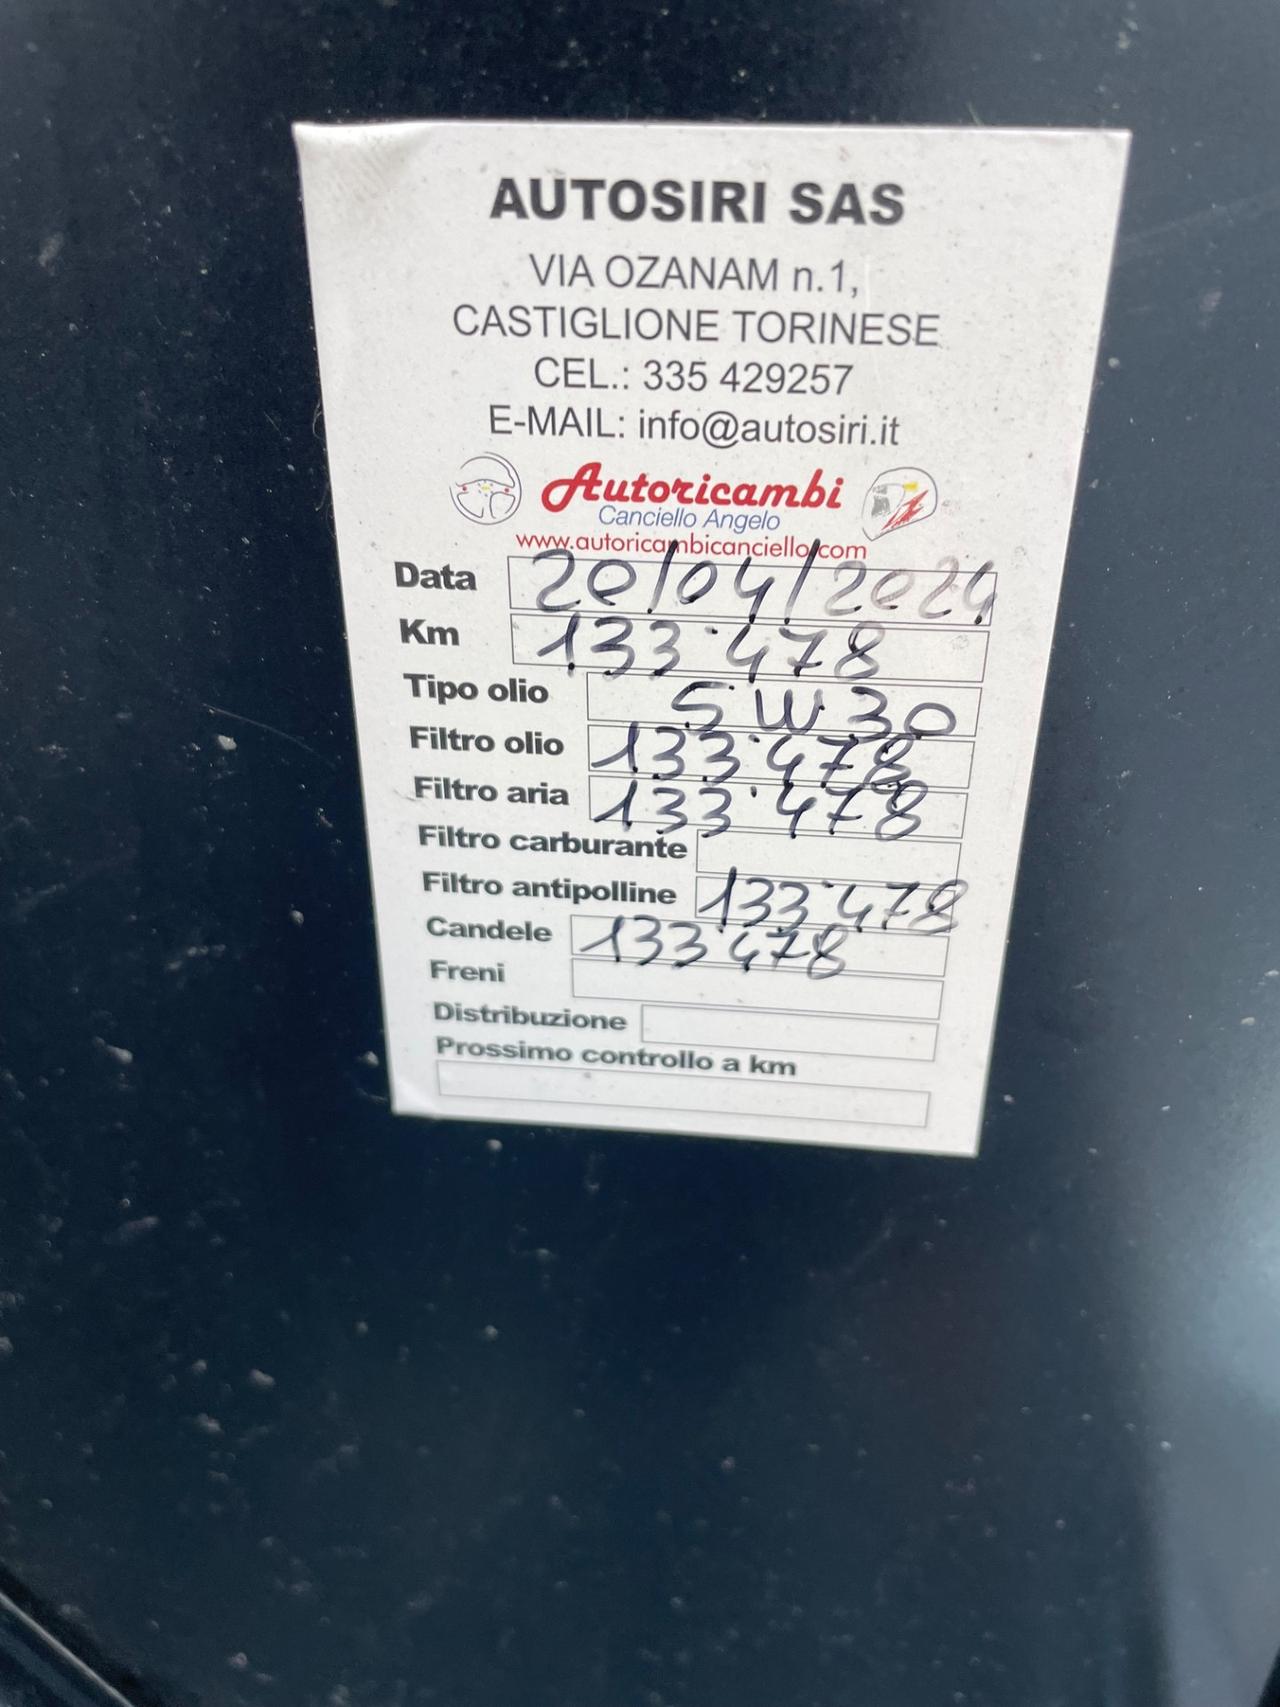 AUTOSIRI SAS
VIA OZANAM n.1,
CASTIGLIONE TORINESE
CEL.: 335 429257
E-MAIL: info@autosiri.it
Autoricambi
Canciello Angelo
www.autoricambicanciello.com
Data 20/04/2024
Km 133'478
Tipo olio 5W30
Filtro olio 133'478
Filtro aria 133'478
Filtro carburante
Filtro antipolline 133'478
Candele 133'478
Freni
Distribuzione
Prossimo controllo a km